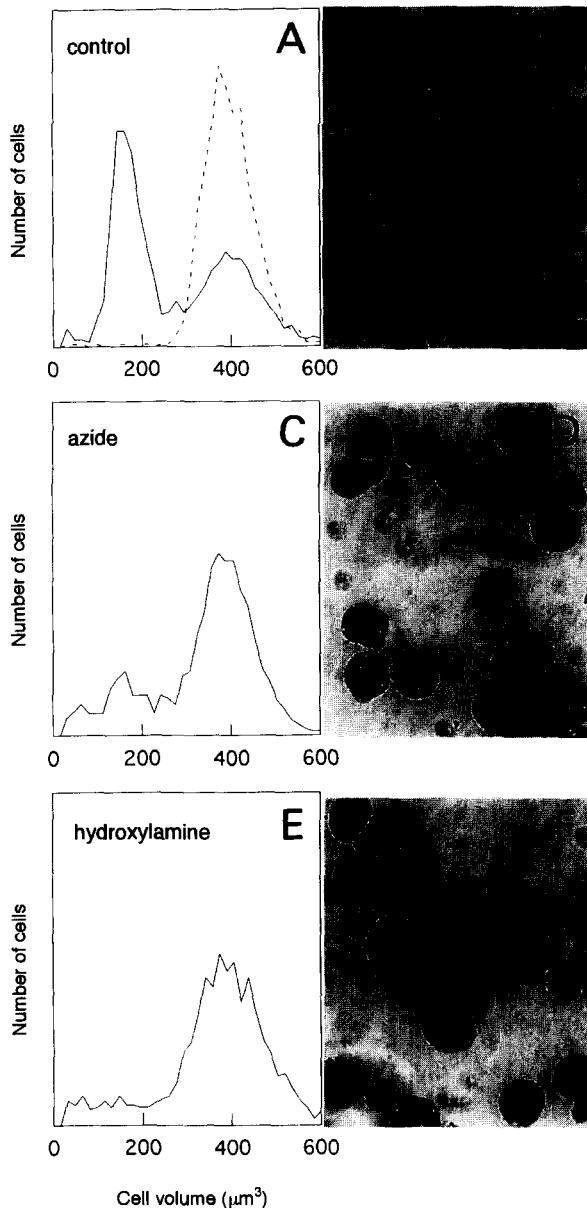 control A
Number of cells
0 200 400 600
azide C D
Number of cells
0 200 400 600
hydroxylamine E
Number of cells
0 200 400 600
Cell volume (μm³)